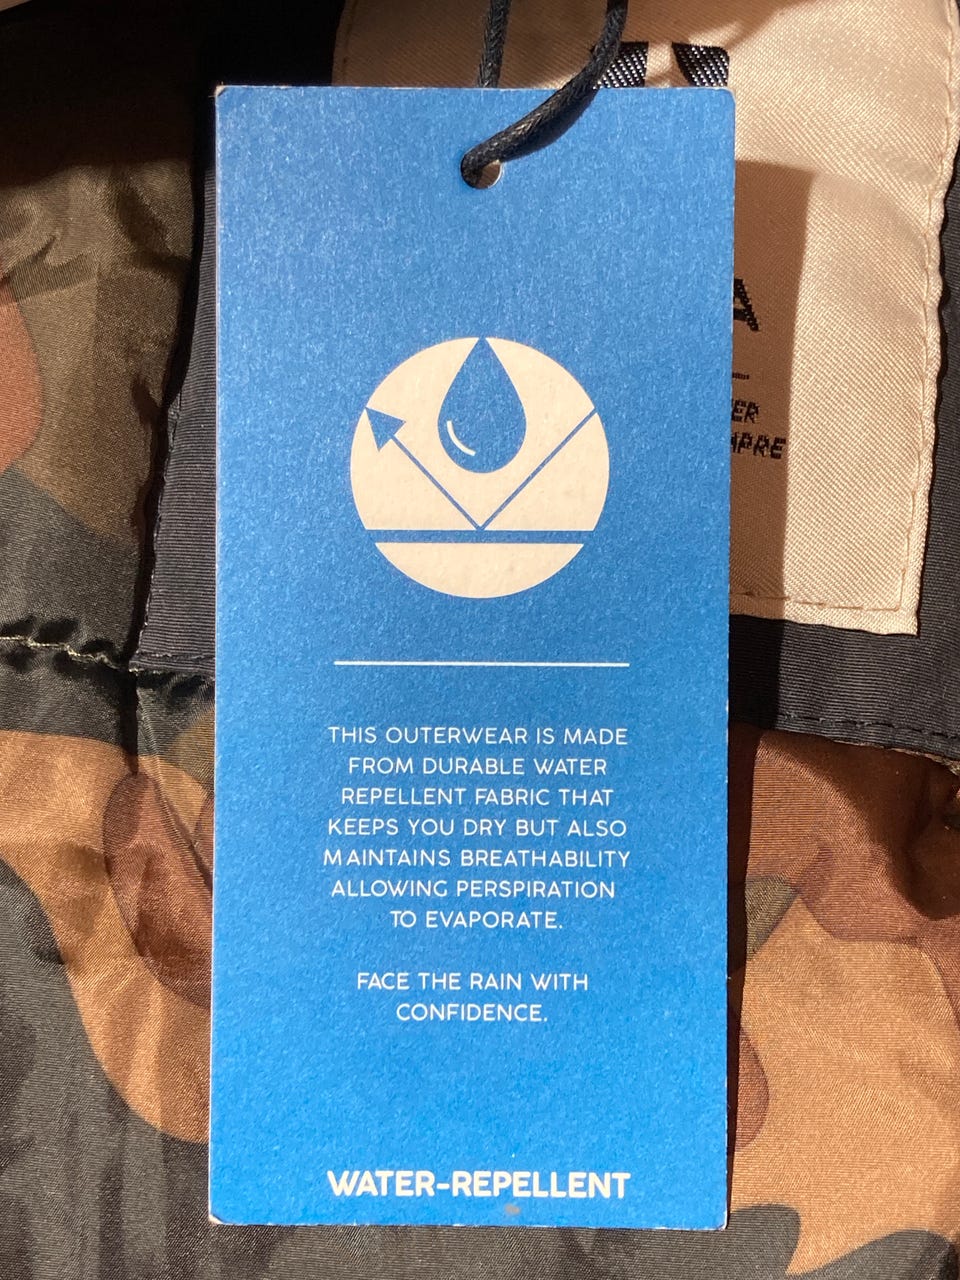 THIS OUTERWEAR IS MADE
FROM DURABLE WATER
REPELLENT FABRIC THAT
KEEPS YOU DRY BUT ALSO
MAINTAINS BREATHABILITY
ALLOWING PERSPIRATION
TO EVAPORATE.
FACE THE RAIN WITH
CONFIDENCE.
WATER-REPELLENT